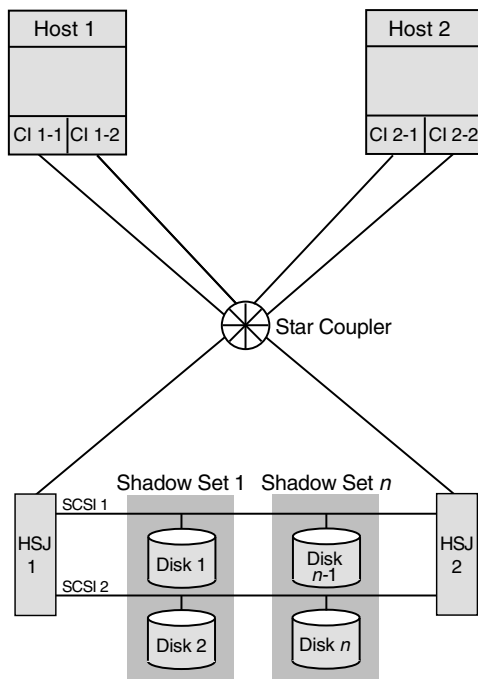 Host 1
Host 2
CI 1-1
CI 1-2
CI 2-1
CI 2-2
Star Coupler
Shadow Set 1
Shadow Set n
SCSI 1
HSJ
1
HSJ
2
Disk 1
Disk
n-1
SCSI 2
Disk 2
Disk n